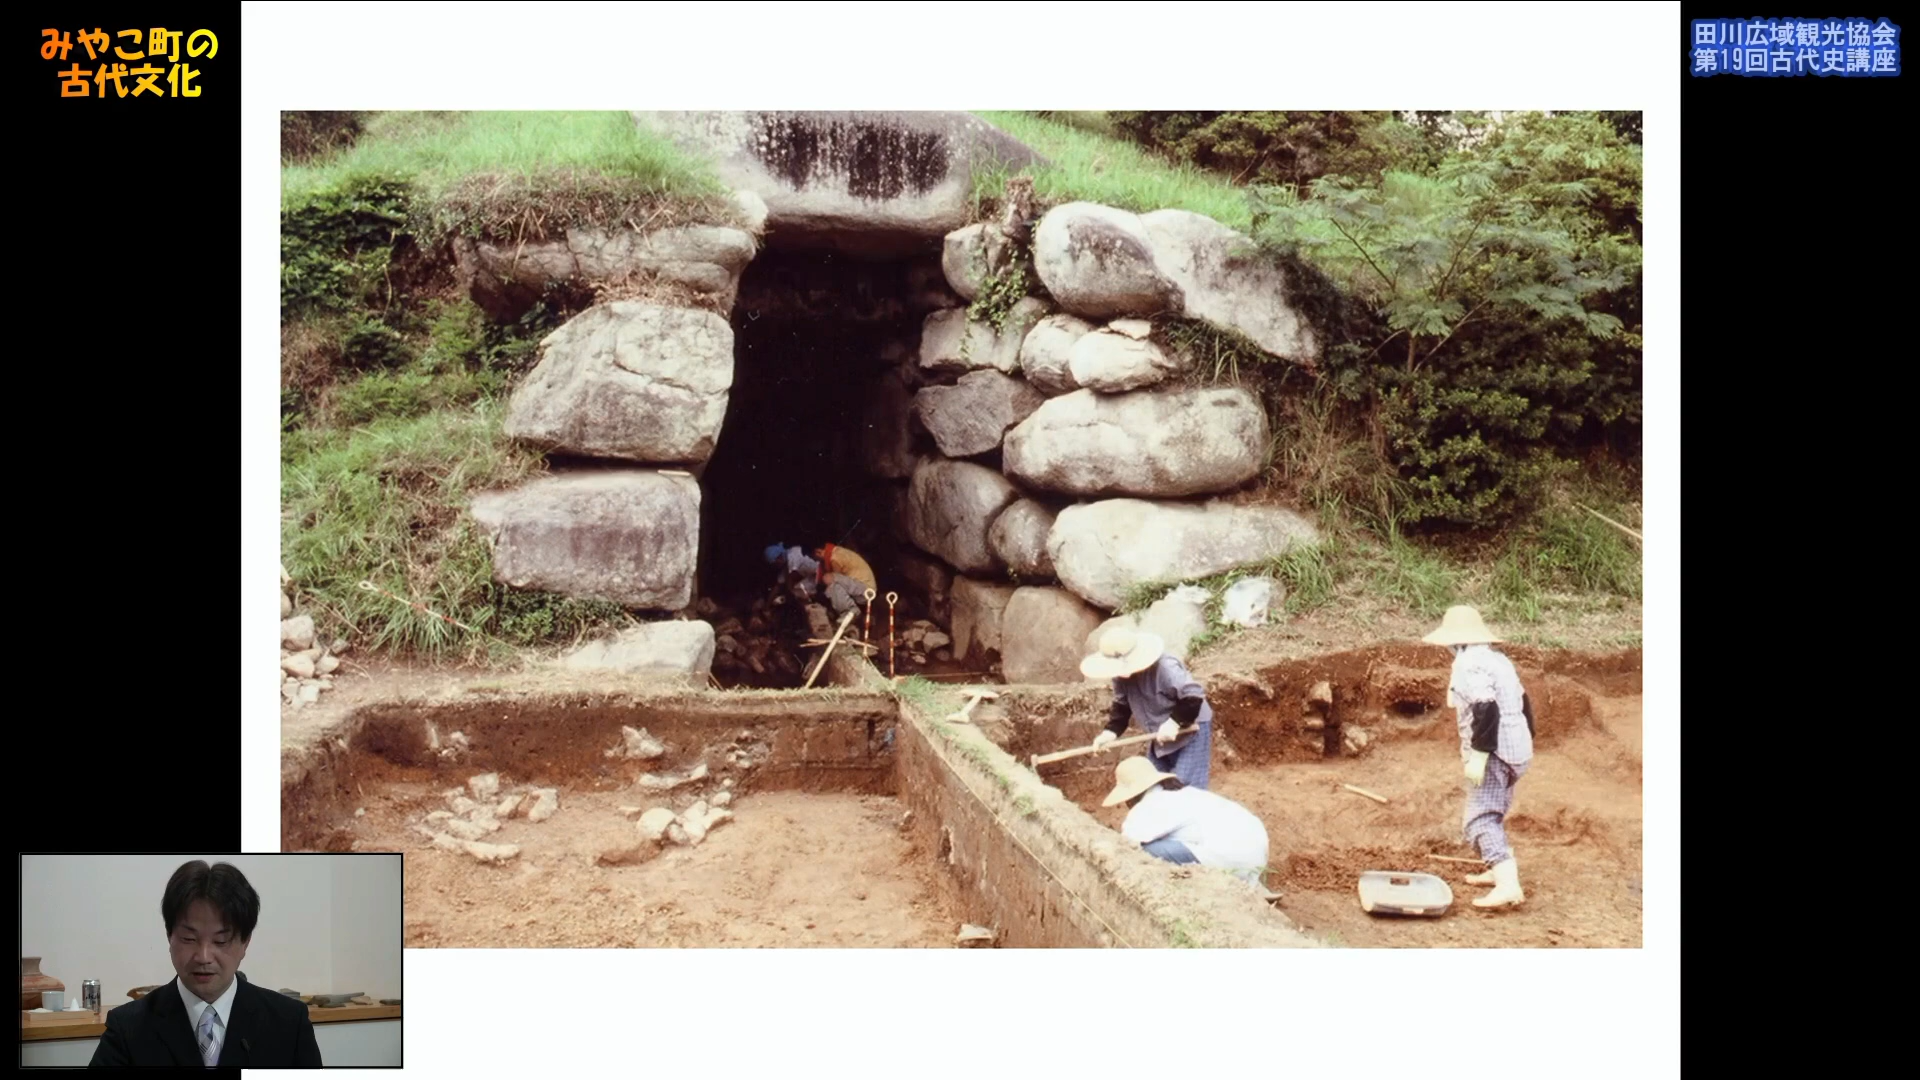 みやこ町の
古代文化
田川広域観光協会
第19回古代史講座